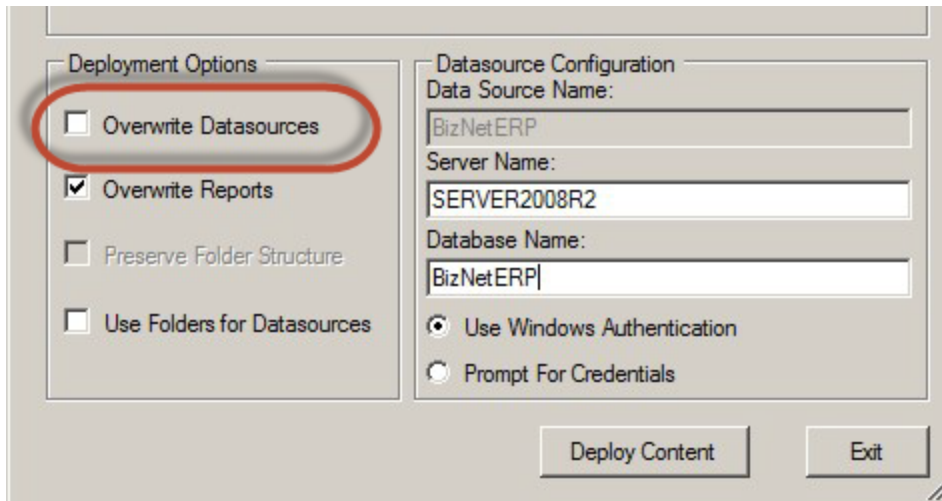 Deployment Options
Overwrite Datasources
Overwrite Reports
Preserve Folder Structure
Use Folders for Datasources
Datasource Configuration
Data Source Name:
BizNetERP
Server Name:
SERVER2008R2
Database Name:
BizNetERP
Use Windows Authentication
Prompt For Credentials
Deploy Content
Exit